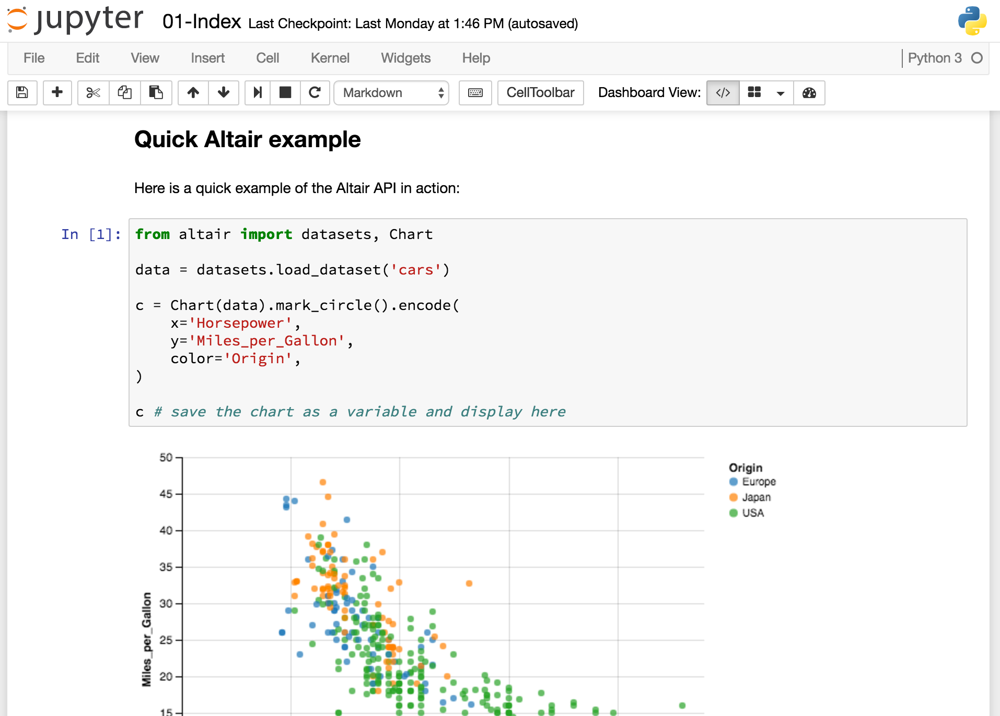 jupyter 01-Index Last Checkpoint: Last Monday at 1:46 PM (autosaved)
File Edit View Insert Cell Kernel Widgets Help Python 3
Markdown CellToolbar Dashboard View: </>
Quick Altair example
Here is a quick example of the Altair API in action:
In [1]:
from altair import datasets, Chart
data = datasets.load_dataset('cars')
c = Chart(data).mark_circle().encode(
    x='Horsepower',
    y='Miles_per_Gallon',
    color='Origin',
)
c # save the chart as a variable and display here
50
45
40
35
30
25
20
15
Miles_per_Gallon
Origin
Europe
Japan
USA